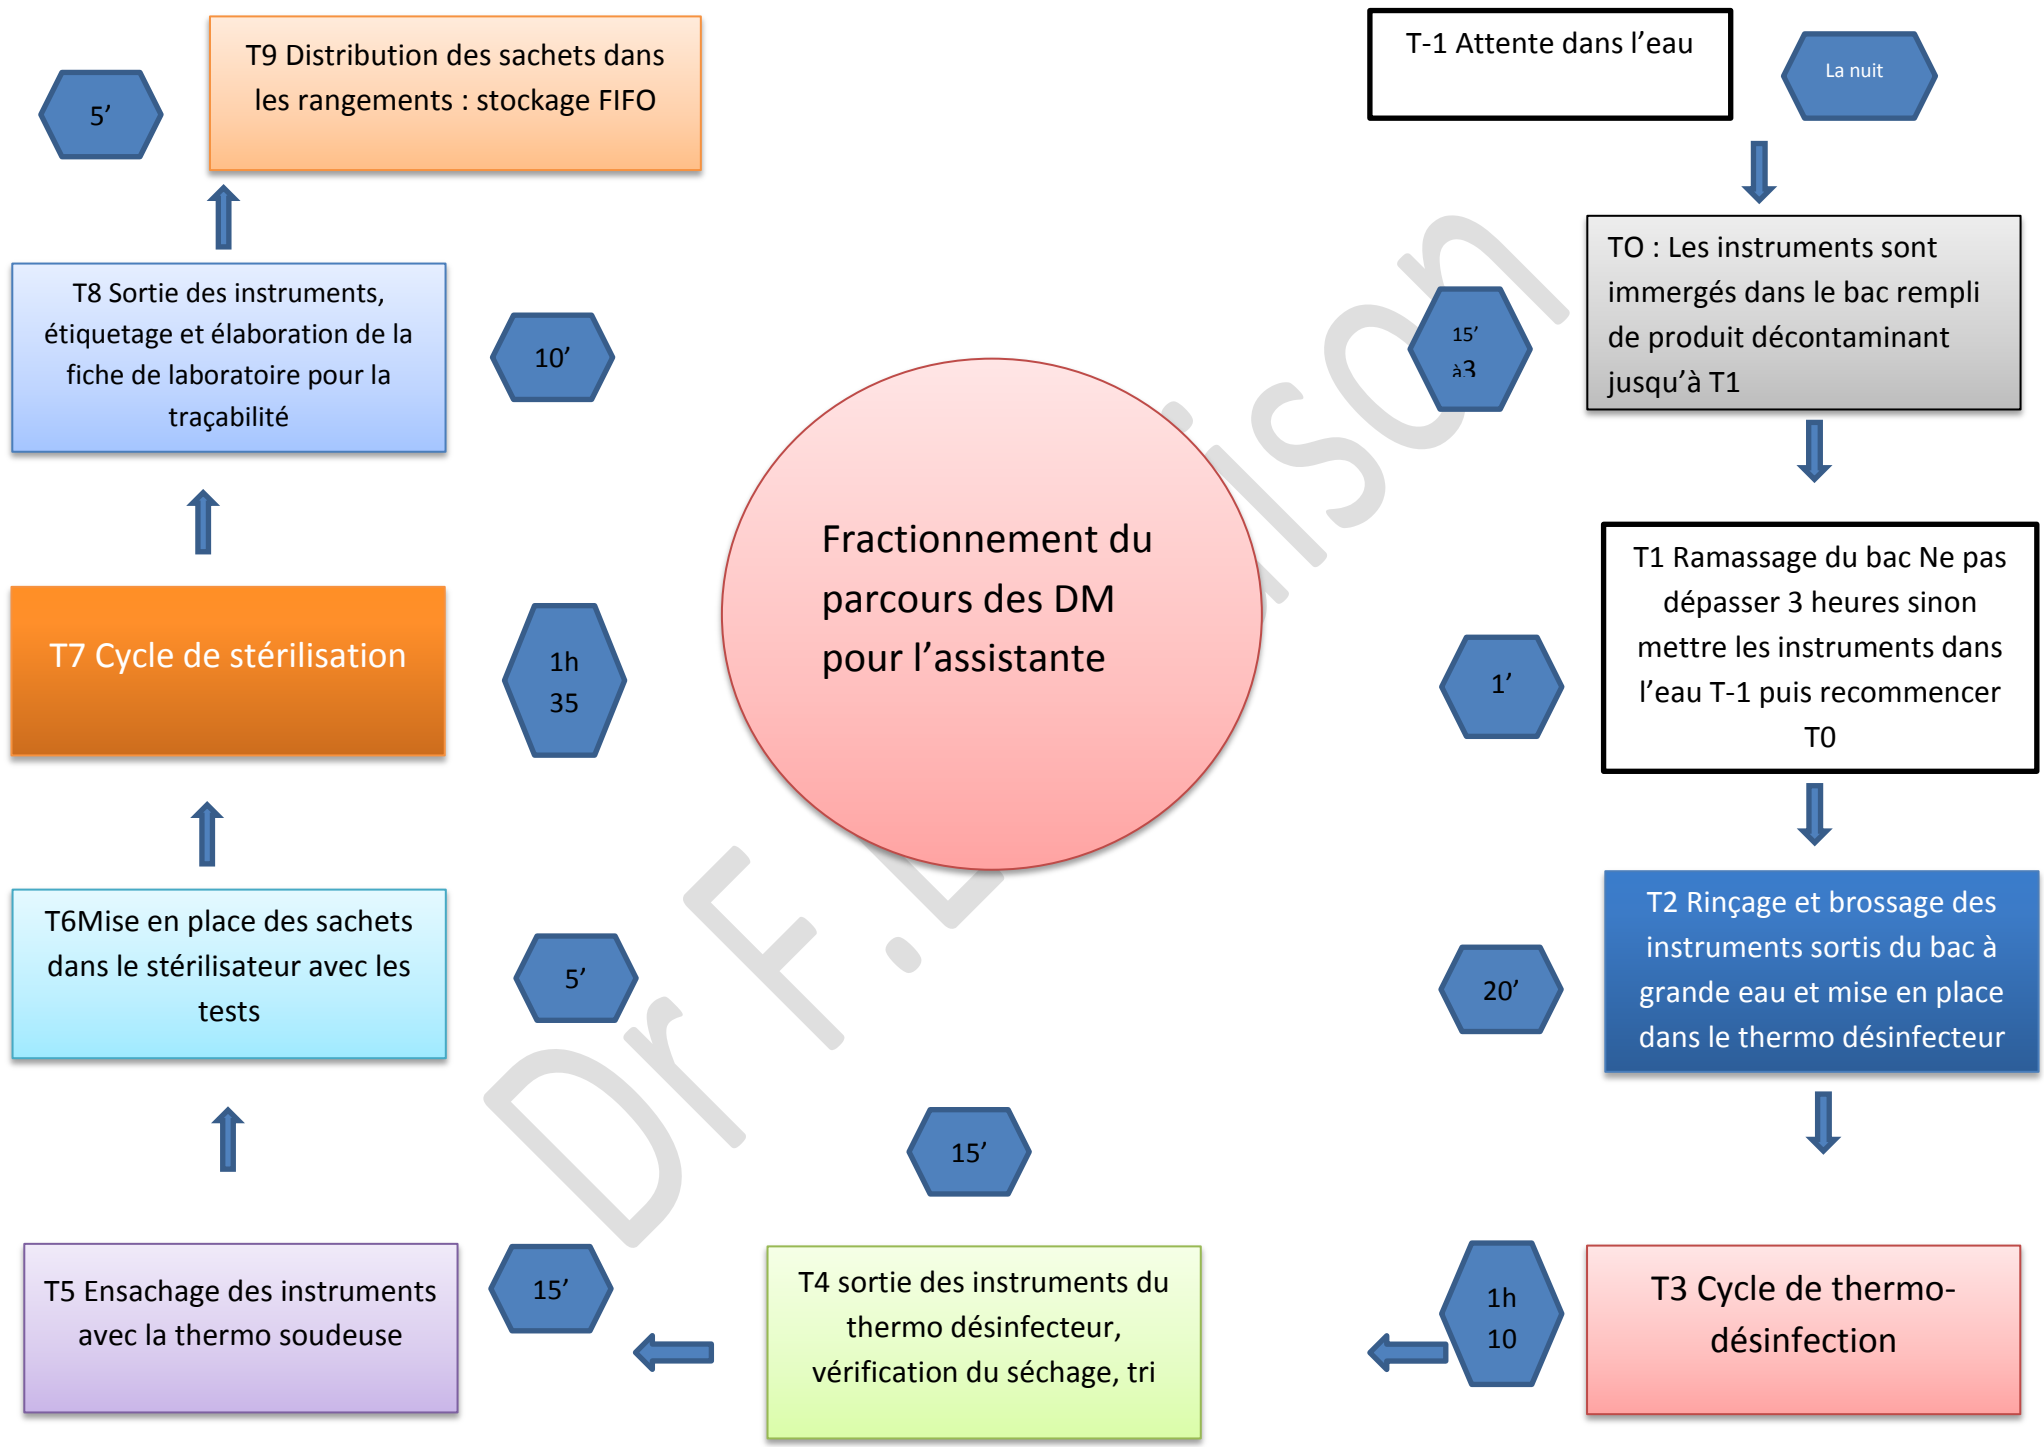 T-1 Attente dans l’eau
La nuit
TO : Les instruments sont
immergés dans le bac rempli
de produit décontaminant
jusqu’à T1
15’
à3
T1 Ramassage du bac Ne pas
dépasser 3 heures sinon
mettre les instruments dans
l’eau T-1 puis recommencer
T0
1’
T2 Rinçage et brossage des
instruments sortis du bac à
grande eau et mise en place
dans le thermo désinfecteur
20’
T3 Cycle de thermo-
désinfection
1h
10
T4 sortie des instruments du
thermo désinfecteur,
vérification du séchage, tri
15’
T5 Ensachage des instruments
avec la thermo soudeuse
15’
T6Mise en place des sachets
dans le stérilisateur avec les
tests
5’
T7 Cycle de stérilisation
1h
35
T8 Sortie des instruments,
étiquetage et élaboration de la
fiche de laboratoire pour la
traçabilité
10’
T9 Distribution des sachets dans
les rangements : stockage FIFO
5’
Fractionnement du
parcours des DM
pour l’assistante
Dr F.